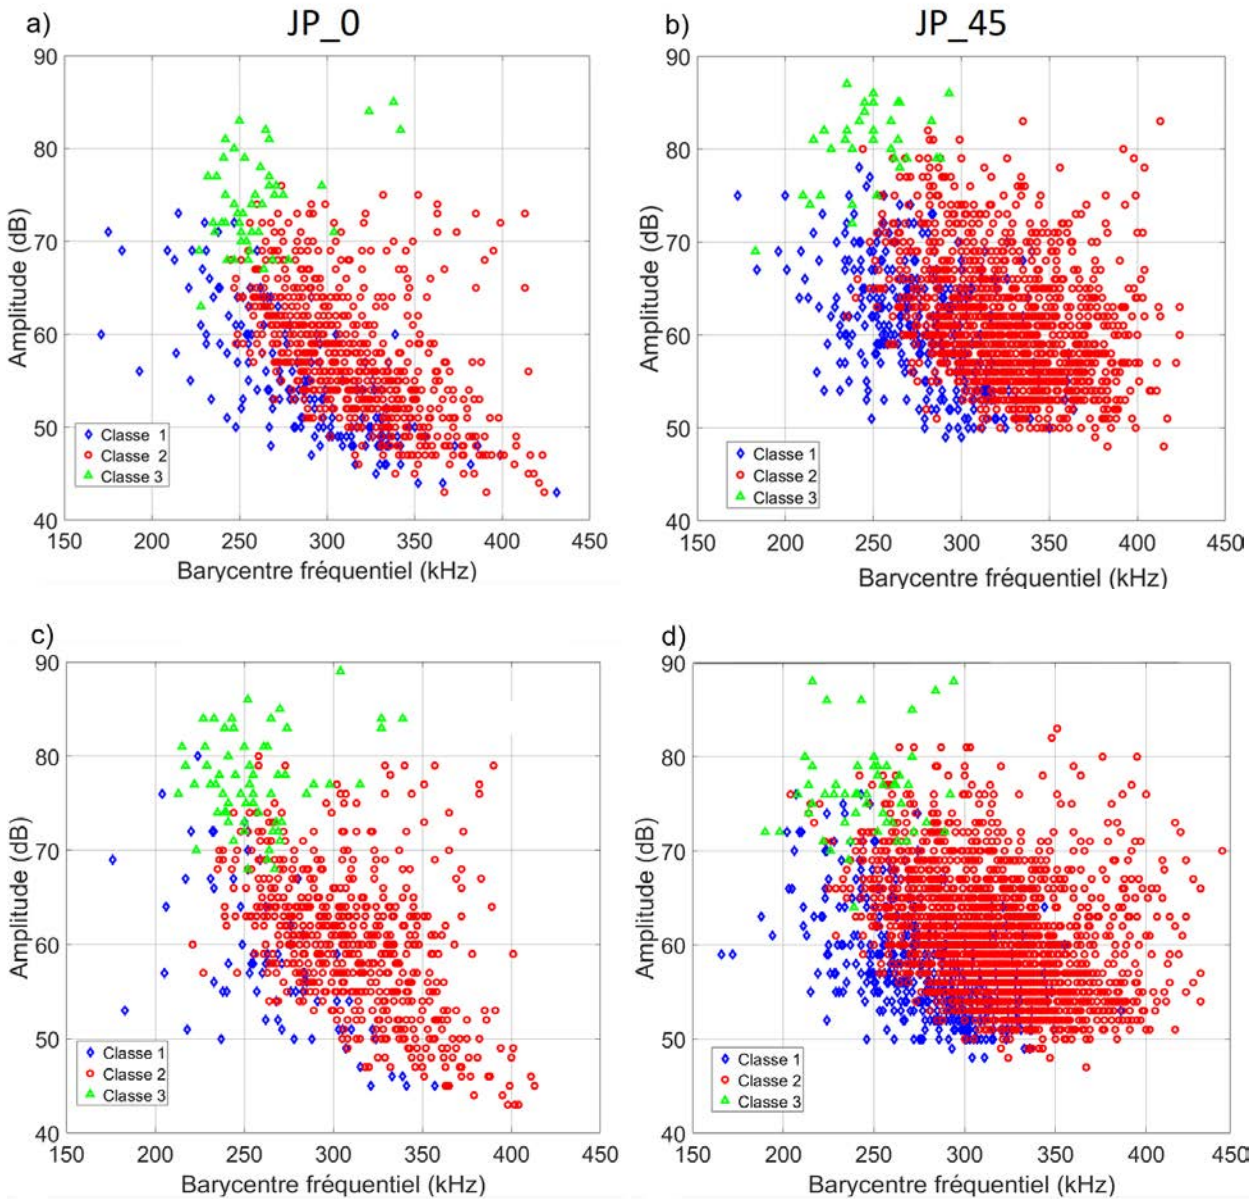 a) JP_0
b) JP_45
90
80
70
60
50
40
Amplitude (dB)
Classe 1
Classe 2
Classe 3
150 200 250 300 350 400 450
Barycentre fréquentiel (kHz)
90
80
70
60
50
40
Amplitude (dB)
Classe 1
Classe 2
Classe 3
150 200 250 300 350 400 450
Barycentre fréquentiel (kHz)
c)
90
80
70
60
50
40
Amplitude (dB)
Classe 1
Classe 2
Classe 3
150 200 250 300 350 400 450
Barycentre fréquentiel (kHz)
d)
90
80
70
60
50
40
Amplitude (dB)
Classe 1
Classe 2
Classe 3
150 200 250 300 350 400 450
Barycentre fréquentiel (kHz)